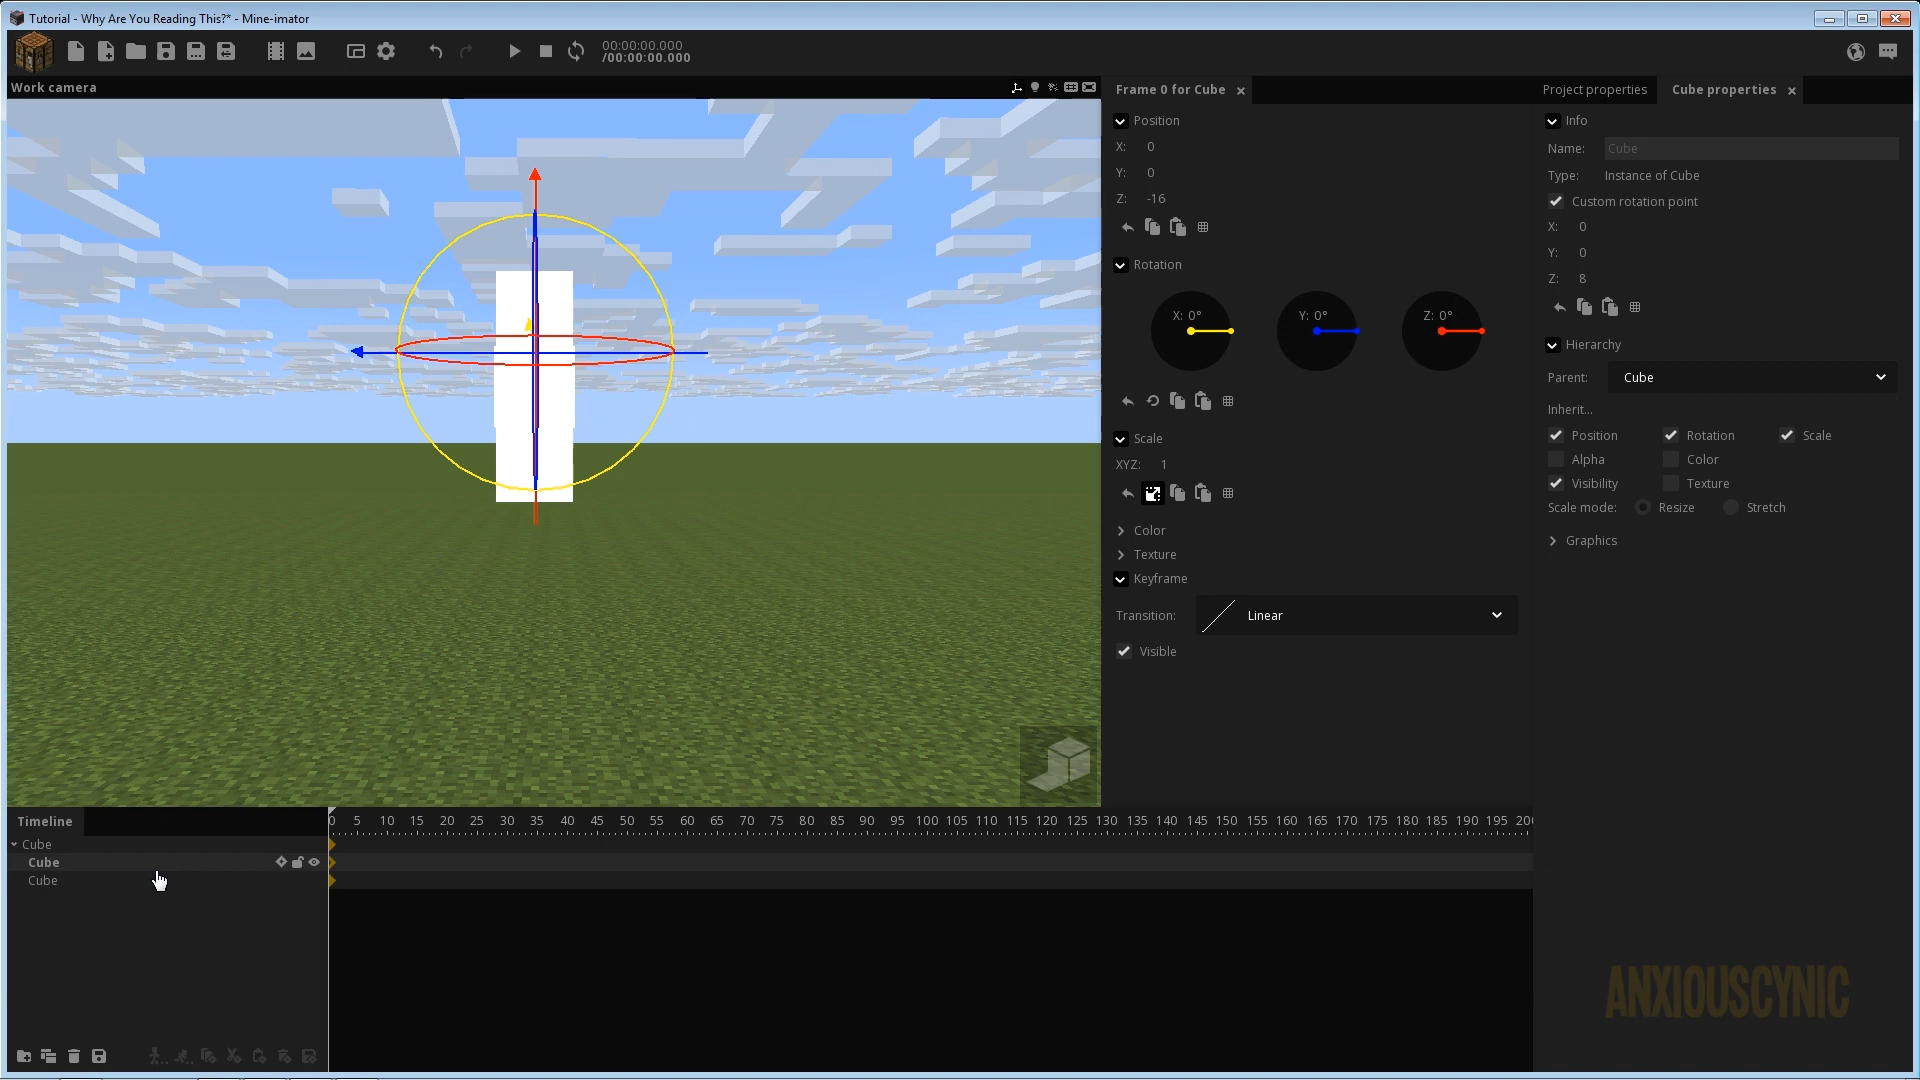 Tutorial - Why Are You Reading This?* - Mine-imator
00:00:00.000
/00:00:00.000
Work camera
Frame 0 for Cube
Position
X: 0
Y: 0
Z: -16
Rotation
X: 0° Y: 0° Z: 0°
Scale
XYZ: 1
Color
Texture
Keyframe
Transition: Linear
Visible
Project properties Cube properties
Info
Name: Cube
Type: Instance of Cube
Custom rotation point
X: 0
Y: 0
Z: 8
Hierarchy
Parent: Cube
Inherit...
Position Rotation Scale
Alpha Color
Visibility Texture
Scale mode: Resize Stretch
Graphics
Timeline
0 5 10 15 20 25 30 35 40 45 50 55 60 65 70 75 80 85 90 95 100 105 110 115 120 125 130 135 140 145 150 155 160 165 170 175 180 185 190 195 20
Cube
Cube
Cube
ANXIOUSCYNIC